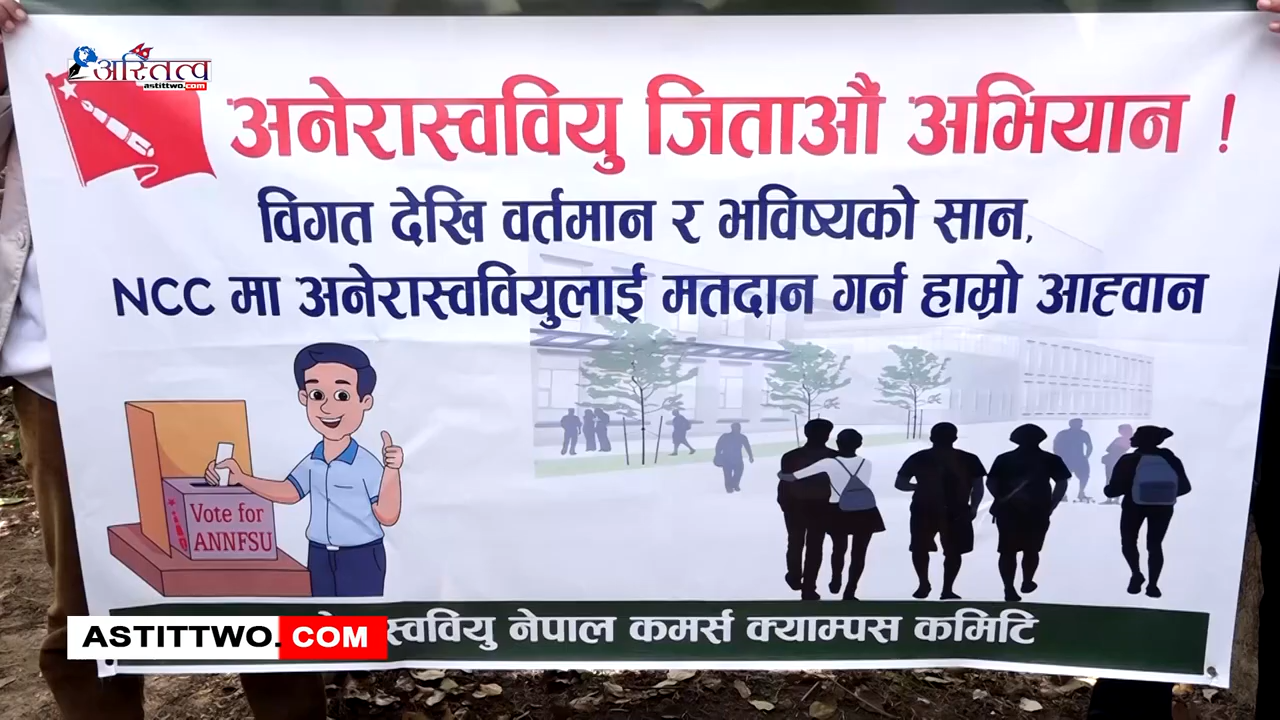 अस्तित्व
astittwo.com
अनेरास्ववियु जिताऔं अभियान !
विगत देखि वर्तमान र भविष्यको सान,
NCC मा अनेरास्ववियुलाई मतदान गर्न हाम्रो आह्वान
Vote for
ANNFSU
स्ववियु नेपाल कमर्स क्याम्पस कमिटि
ASTITTWO.COM